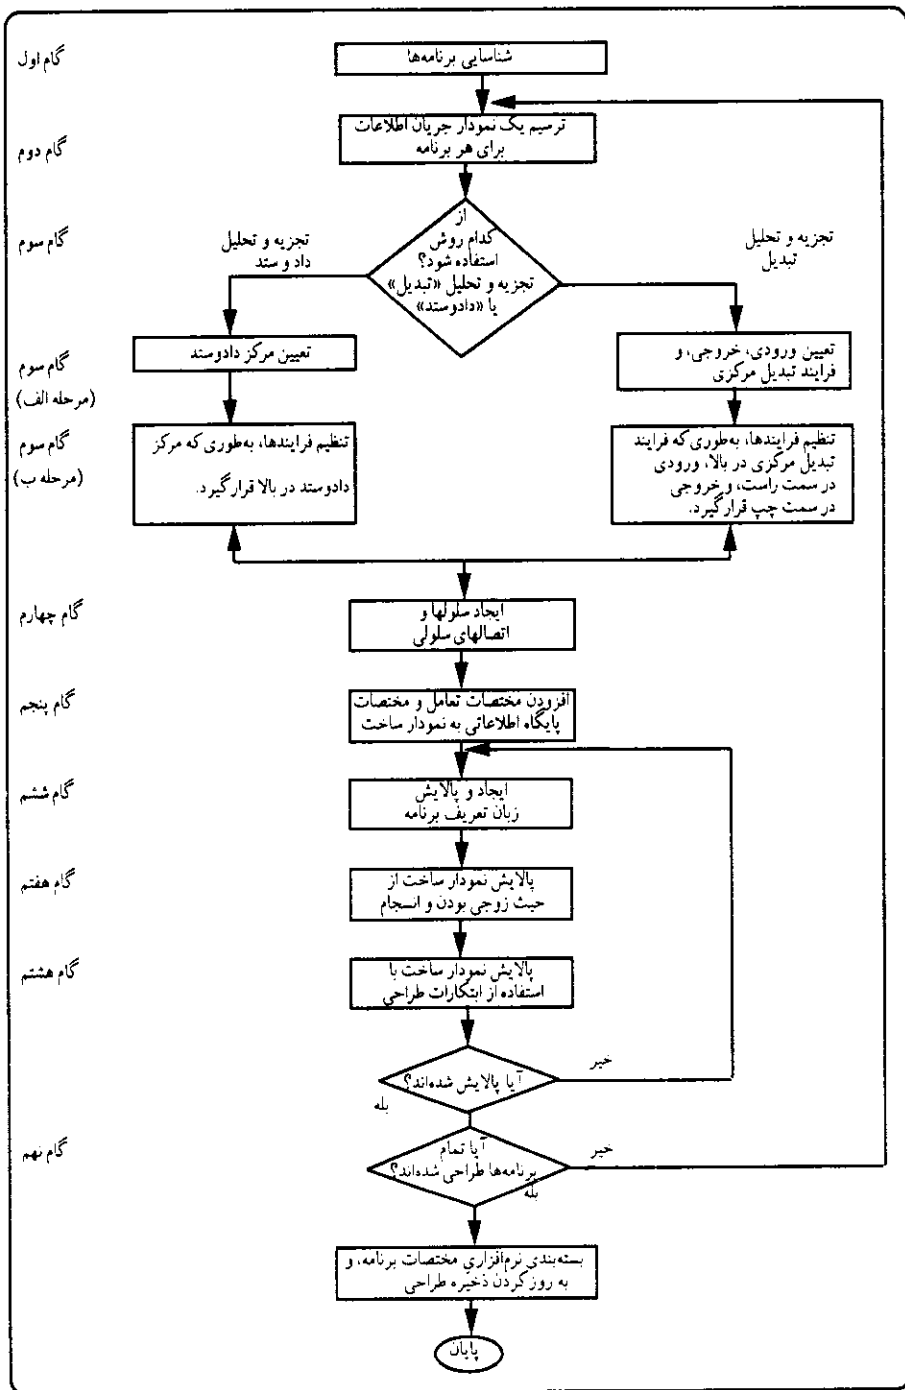 گام اول
شناسایی برنامه‌ها
گام دوم
ترسیم یک نمودار جریان اطلاعات
برای هر برنامه
گام سوم
از
کدام روش
استفاده شود؟
تجزیه و تحلیل «تبدیل»
یا «دادوستد»
تجزیه و تحلیل
تبدیل
تجزیه و تحلیل
داد و ستد
گام سوم
(مرحله الف)
تعیین ورودی، خروجی، و
فرایند تبدیل مرکزی
تعیین مرکز دادوستد
گام سوم
(مرحله ب)
تنظیم فرایندها، به‌طوری که فرایند
تبدیل مرکزی در بالا، ورودی
در سمت راست، و خروجی
در سمت چپ قرارگیرد.
تنظیم فرایندها، به‌طوری که مرکز
دادوستد در بالا قرارگیرد.
گام چهارم
ایجاد سلولها و
اتصالهای سلولی
گام پنجم
افزودن مختصات تعامل و مختصات
پایگاه اطلاعاتی به نمودار ساخت
گام ششم
ایجاد و پالایش
زبان تعریف برنامه
گام هفتم
پالایش نمودار ساخت از
حیث زوجی بودن و انسجام
گام هشتم
پالایش نمودار ساخت با
استفاده از ابتکارات طراحی
آیا پالایش شده‌اند؟
خیر
بله
گام نهم
آیا تمام
برنامه‌ها طراحی شده‌اند؟
خیر
بله
بسته‌بندی نرم‌افزاري مختصات برنامه، و
به روز کردن ذخیره طراحی
پایان